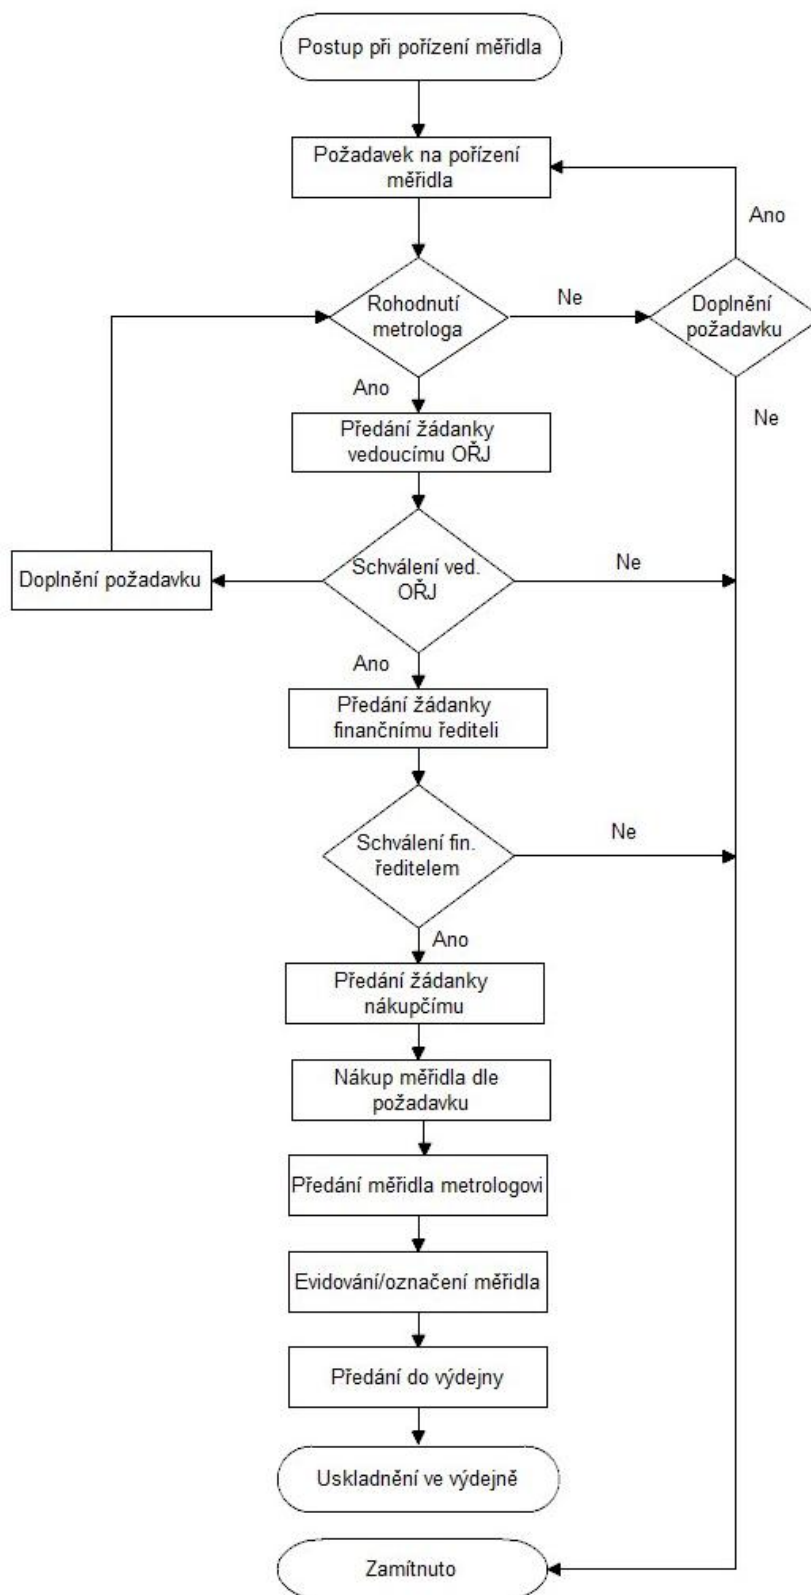 Postup při pořízení měřidla
Požadavek na pořízení
měřidla
Ano
Rohodnutí
metrologa
Ne
Doplnění
požadavku
Ano
Ne
Předání žádanky
vedoucímu OŘJ
Doplnění požadavku
Schválení ved.
OŘJ
Ne
Ano
Předání žádanky
finančnímu řediteli
Schválení fin.
ředitelem
Ne
Ano
Předání žádanky
nákupčímu
Nákup měřidla dle
požadavku
Předání měřidla metrologovi
Evidování/označení měřidla
Předání do výdejny
Uskladnění ve výdejně
Zamítnuto